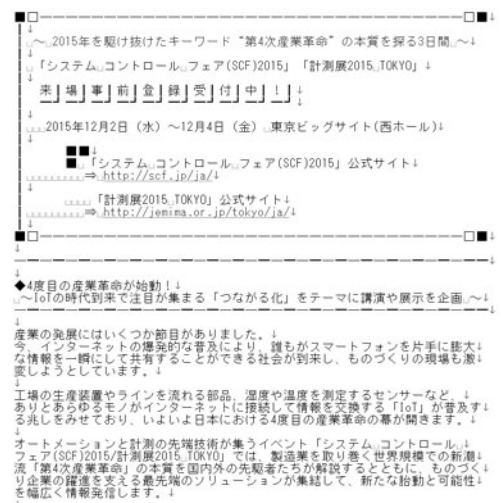 ■□━━━━━━━━━━━━━━━━━━━━━━━━━━━━━━━━━□■↓
┃↓
┃ ～ 2015年を駆け抜けたキーワード“第4次産業革命”の本質を探る3日間 ～↓
┃↓
┃ 「システム コントロール フェア(SCF)2015」「計測展2015 TOKYO」↓
┃↓
┃ 来┃場┃事┃前┃登┃録┃受┃付┃中┃！┃↓
┃ ━┛━┛━┛━┛━┛━┛━┛━┛━┛━┛↓
┃↓
┃ 2015年12月2日（水）～12月4日（金） 東京ビッグサイト(西ホール)↓
┃
┃ ■■↓
┃ ■ 「システム コントロール フェア(SCF)2015」公式サイト↓
┃ ⇒ http://scf.jp/ja/↓
┃↓
┃ 「計測展2015 TOKYO」公式サイト↓
┃ ⇒ http://jemima.or.jp/tokyo/ja/↓
┃↓
■□━━━━━━━━━━━━━━━━━━━━━━━━━━━━━━━━━□■↓
↓
━─━─━─━─━─━─━─━─━─━─━─━─━─━─━─━─━─━─↓
↓
◆4度目の産業革命が始動！↓
 ～IoTの時代到来で注目が集まる「つながる化」をテーマに講演や展示を企画 ～↓
━─━─━─━─━─━─━─━─━─━─━─━─━─━─━─━─━─━─↓
↓
産業の発展にはいくつか節目がありました。↓
今、インターネットの爆発的な普及により、誰もがスマートフォンを片手に膨大↓
な情報を一瞬にして共有することができる社会が到来し、ものづくりの現場も激↓
変しようとしています。↓
↓
工場の生産装置やラインを流れる部品、湿度や温度を測定するセンサーなど、↓
ありとあらゆるモノがインターネットに接続して情報を交換する「IoT」が普及す↓
る兆しをみせており、いよいよ日本における4度目の産業革命の幕が開きます。↓
↓
オートメーションと計測の先端技術が集うイベント「システム コントロール↓
フェア(SCF)2015/計測展2015 TOKYO」では、製造業を取り巻く世界規模での新潮↓
流「第4次産業革命」の本質を国内外の先駆者たちが解説するとともに、ものづく↓
り企業の躍進を支える最先端のソリューションが集結して、新たな胎動と可能性↓
を幅広く情報発信します。↓